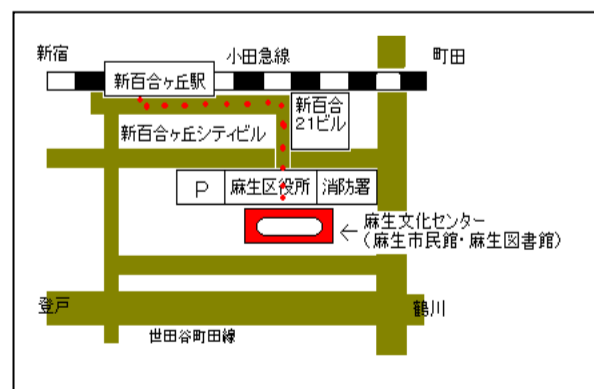 新宿
小田急線
町田
新百合ヶ丘駅
新百合
21ビル
新百合ヶ丘シティビル
P
麻生区役所
消防署
←麻生文化センター
(麻生市民館・麻生図書館)
登戸
鶴川
世田谷町田線